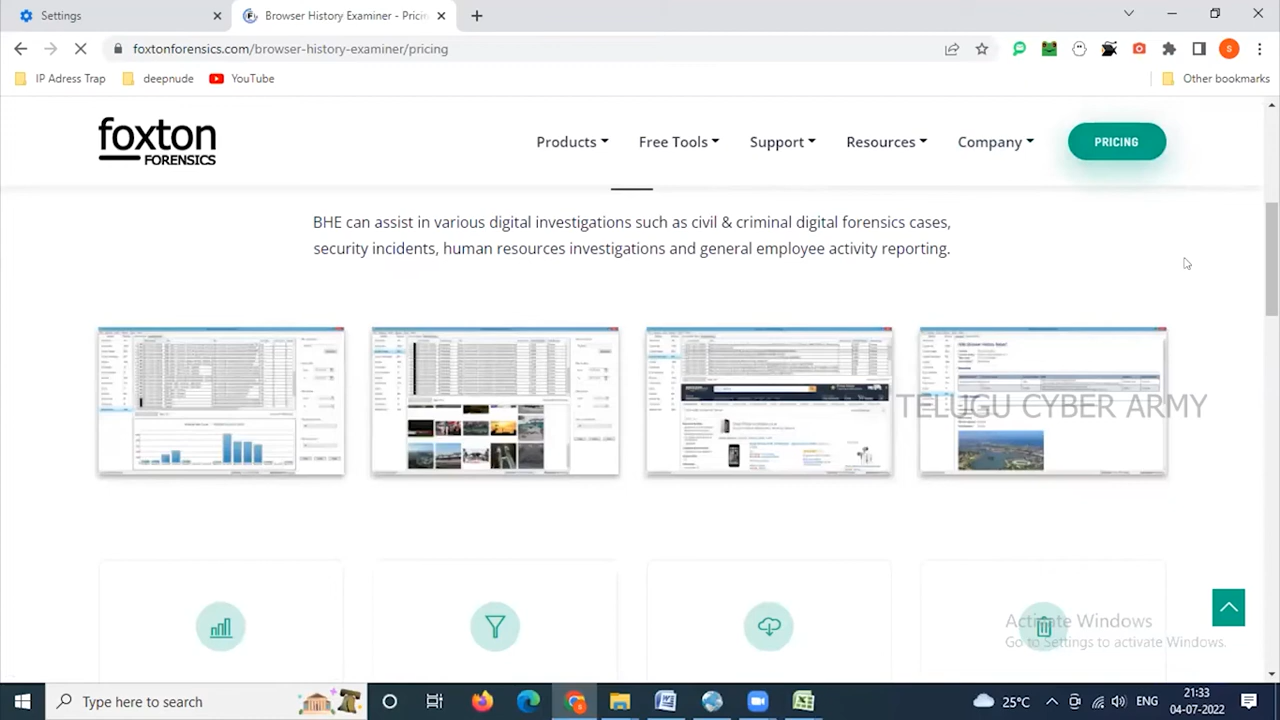 Settings
Browser History Examiner - Pricin
foxtonforensics.com/browser-history-examiner/pricing
S
IP Adress Trap
deepnude
YouTube
Other bookmarks
foxton
FORENSICS
Products
Free Tools
Support
Resources
Company
PRICING
BHE can assist in various digital investigations such as civil & criminal digital forensics cases,
security incidents, human resources investigations and general employee activity reporting.
TELUGU CYBER ARMY
Activate Windows
Go to Settings to activate Windows.
Type here to search
25°C
ENG
21:33
04-07-2022